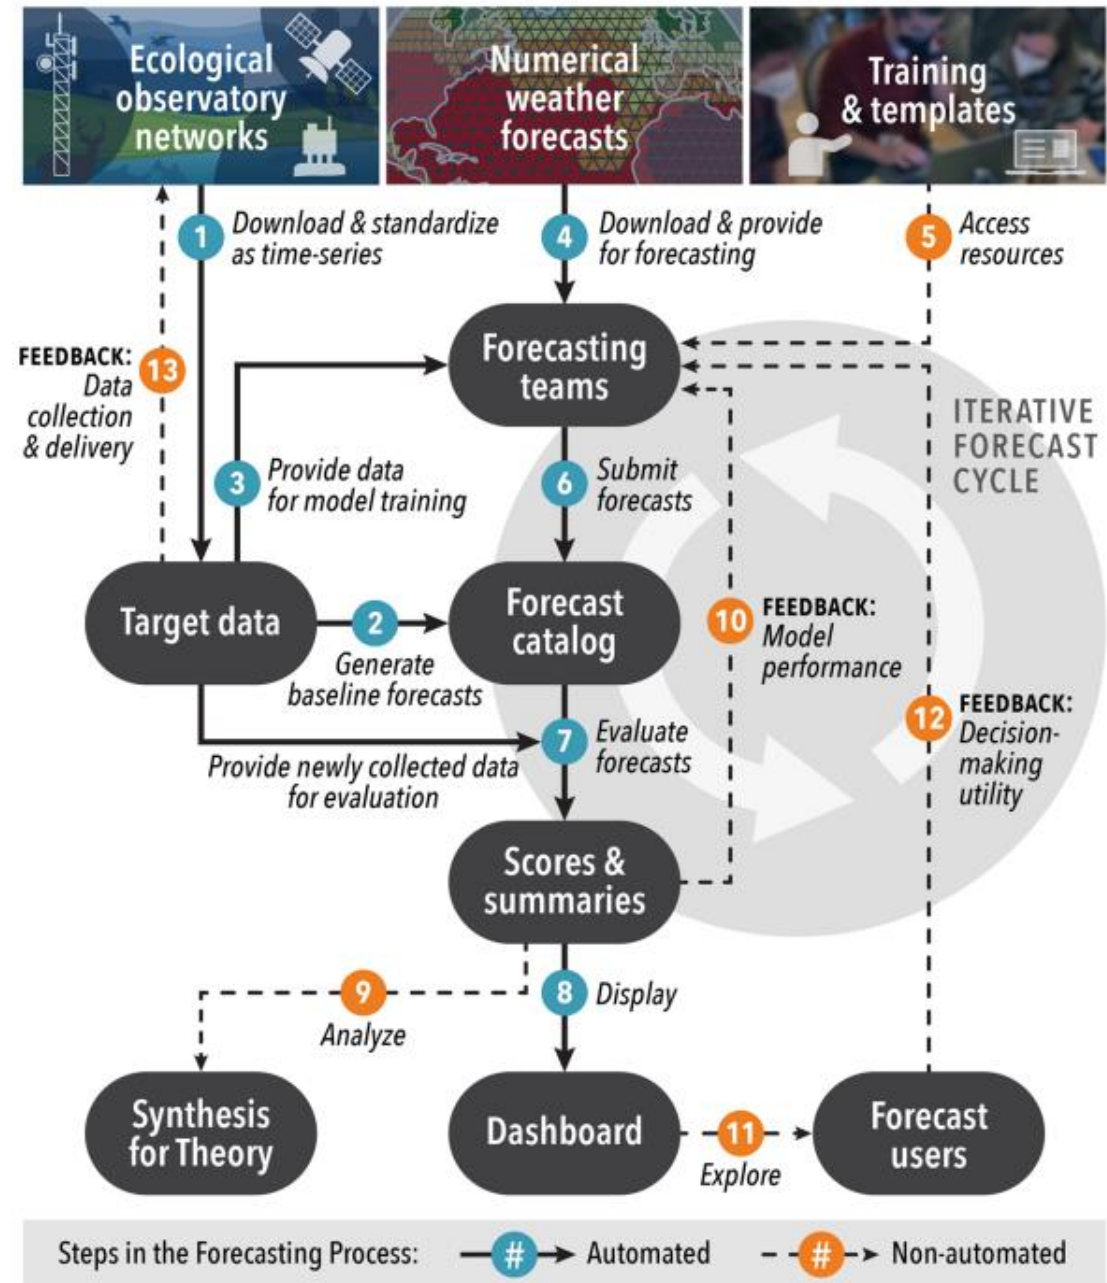 Ecological
observatory
networks
Numerical
weather
forecasts
Training
& templates
1
Download & standardize
as time-series
4
Download & provide
for forecasting
5
Access
resources
FEEDBACK:
Data
collection
& delivery
13
Forecasting
teams
ITERATIVE
FORECAST
CYCLE
3
Provide data
for model training
6
Submit
forecasts
Target data
2
Generate
baseline forecasts
Forecast
catalog
10
FEEDBACK:
Model
performance
12
FEEDBACK:
Decision-
making
utility
7
Evaluate
forecasts
Provide newly collected data
for evaluation
Scores &
summaries
9
Analyze
8
Display
Synthesis
for Theory
Dashboard
11
Explore
Forecast
users
Steps in the Forecasting Process:
#
Automated
#
Non-automated